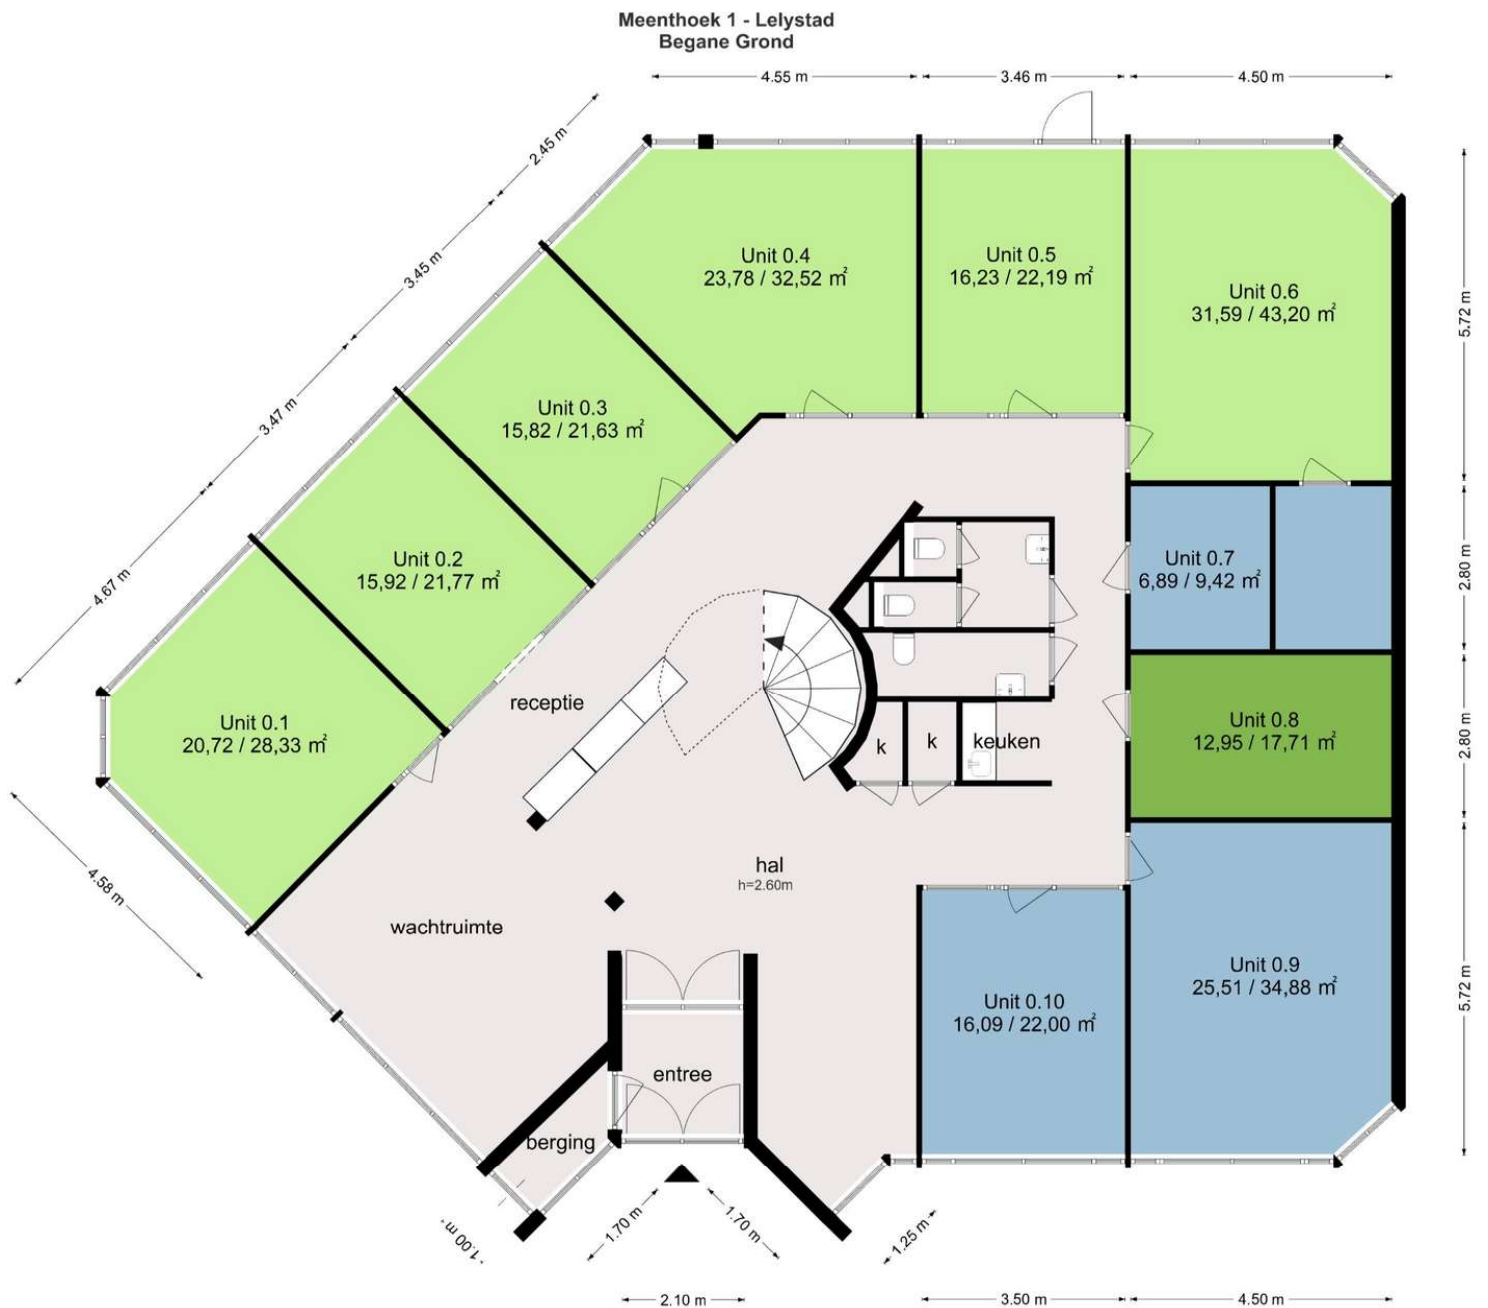 Meenthoek 1 - Lelystad
Begane Grond
4.55 m
3.46 m
4.50 m
2.45 m
3.45 m
3.47 m
4.67 m
4.58 m
5.72 m
2.80 m
2.80 m
5.72 m
Unit 0.4
23,78 / 32,52 m²
Unit 0.5
16,23 / 22,19 m²
Unit 0.6
31,59 / 43,20 m²
Unit 0.3
15,82 / 21,63 m²
Unit 0.2
15,92 / 21,77 m²
Unit 0.7
6,89 / 9,42 m²
Unit 0.1
20,72 / 28,33 m²
receptie
Unit 0.8
12,95 / 17,71 m²
k
k
keuken
hal
h=2.60m
wachtruimte
Unit 0.9
25,51 / 34,88 m²
Unit 0.10
16,09 / 22,00 m²
entree
berging
1.00 m
1.70 m
1.70 m
1.25 m
2.10 m
3.50 m
4.50 m